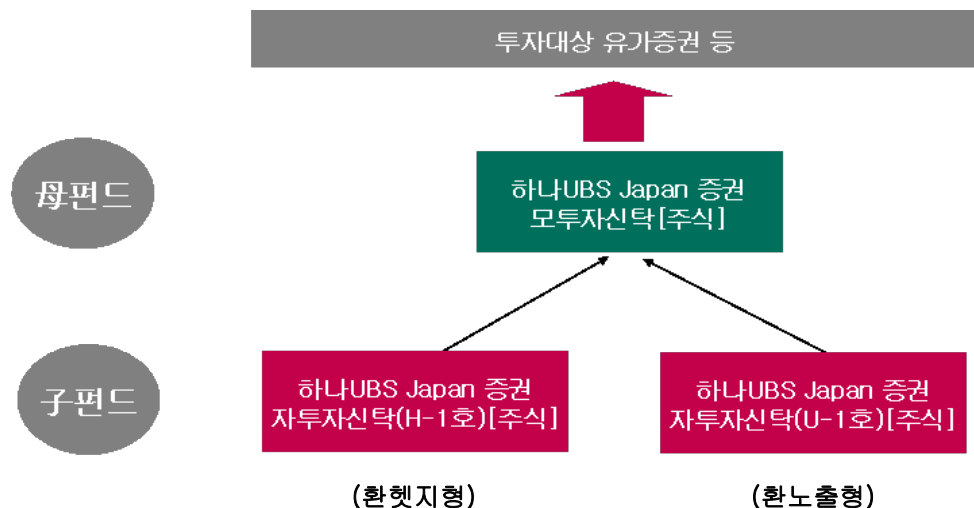 투자대상 유가증권 등
母펀드
하나UBS Japan 증권
모투자신탁[주식]
子펀드
하나UBS Japan 증권
자투자신탁(H-1호)[주식]
하나UBS Japan 증권
자투자신탁(U-1호)[주식]
(환헷지형)
(환노출형)